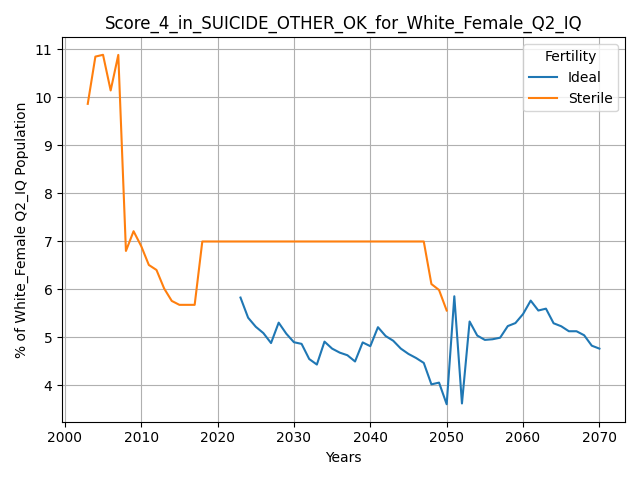 Score_4_in_SUICIDE_OTHER_OK_for_White_Female_Q2_IQ
Fertility
Ideal
Sterile
% of White_Female Q2_IQ Population
11
10
9
8
7
6
5
4
2000 2010 2020 2030 2040 2050 2060 2070
Years